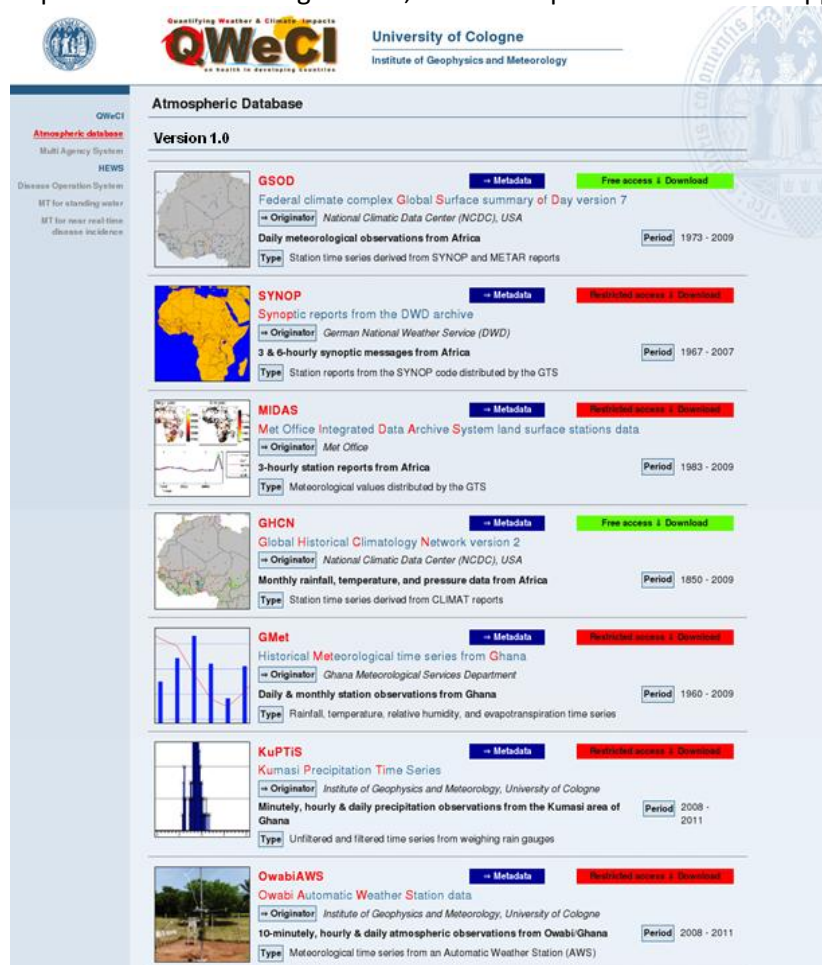 Quantifying Weather & Climate Impacts
QWeCI
on health in developing countries
University of Cologne
Institute of Geophysics and Meteorology
QWeCI
Atmospheric database
Multi Agency System
HEWS
Disease Operation System
MT for standing water
MT for near real time
disease incidence
Atmospheric Database
Version 1.0
GSOD
⇒ Metadata
Free access ⇓ Download
Federal climate complex Global Surface summary of Day version 7
⇒ Originator National Climatic Data Center (NCDC), USA
Daily meteorological observations from Africa
Period 1973 - 2009
Type Station time series derived from SYNOP and METAR reports
SYNOP
⇒ Metadata
Restricted access ⇓ Download
Synoptic reports from the DWD archive
⇒ Originator German National Weather Service (DWD)
3 & 6-hourly synoptic messages from Africa
Period 1967 - 2007
Type Station reports from the SYNOP code distributed by the GTS
MIDAS
⇒ Metadata
Restricted access ⇓ Download
Met Office Integrated Data Archive System land surface stations data
⇒ Originator Met Office
3-hourly station reports from Africa
Period 1983 - 2009
Type Meteorological values distributed by the GTS
GHCN
⇒ Metadata
Free access ⇓ Download
Global Historical Climatology Network version 2
⇒ Originator National Climatic Data Center (NCDC), USA
Monthly rainfall, temperature, and pressure data from Africa
Period 1850 - 2009
Type Station time series derived from CLIMAT reports
GMet
⇒ Metadata
Restricted access ⇓ Download
Historical Meteorological time series from Ghana
⇒ Originator Ghana Meteorological Services Department
Daily & monthly station observations from Ghana
Period 1960 - 2009
Type Rainfall, temperature, relative humidity, and evapotranspiration time series
KuPTiS
⇒ Metadata
Restricted access ⇓ Download
Kumasi Precipitation Time Series
⇒ Originator Institute of Geophysics and Meteorology, University of Cologne
Minutely, hourly & daily precipitation observations from the Kumasi area of
Ghana
Period 2008 -
2011
Type Unfiltered and filtered time series from weighing rain gauges
OwabiAWS
⇒ Metadata
Restricted access ⇓ Download
Owabi Automatic Weather Station data
⇒ Originator Institute of Geophysics and Meteorology, University of Cologne
10-minutely, hourly & daily atmospheric observations from Owabi/Ghana
Period 2008 - 2011
Type Meteorological time series from an Automatic Weather Station (AWS)